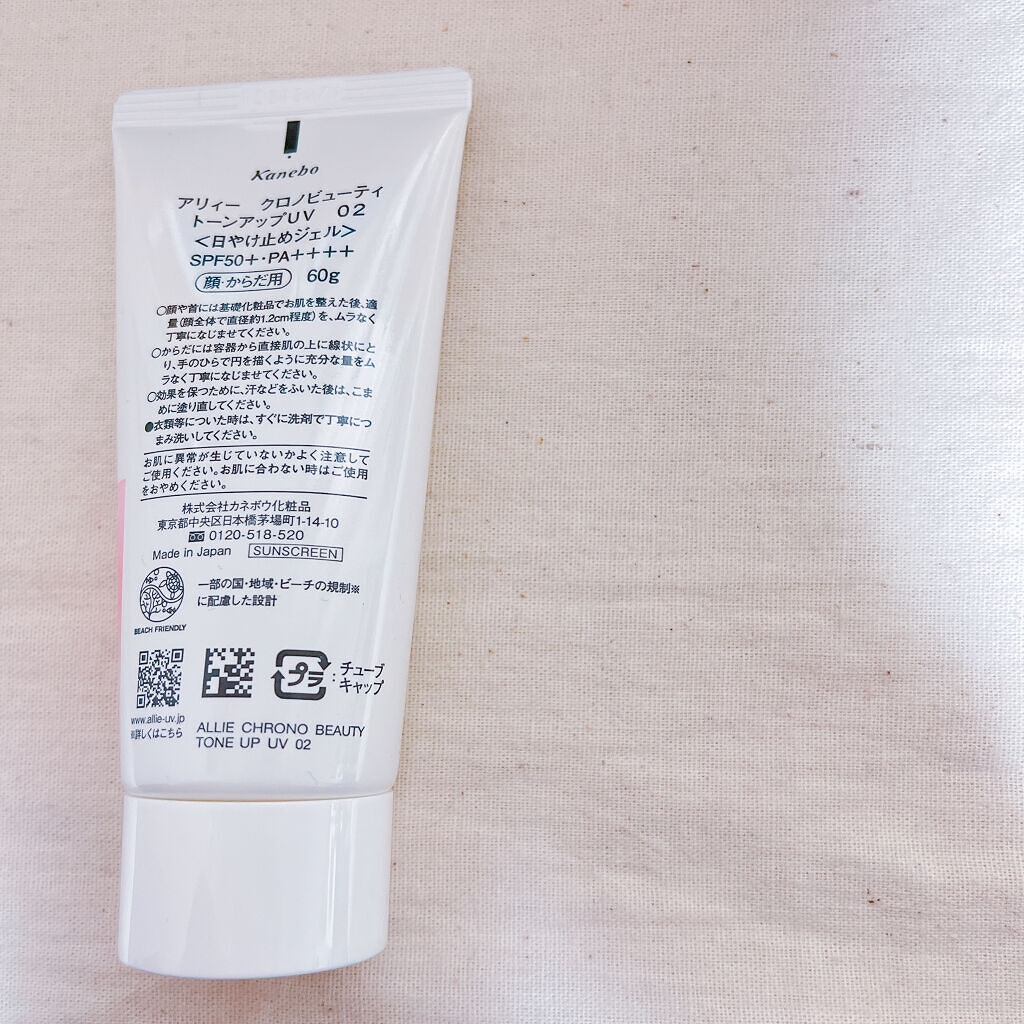 Kanebo
アリィー クロノビューティ
トーンアップUV 02
<日やけ止めジェル>
SPF50+・PA++++
顔・からだ用 60g
○顔や首には基礎化粧品でお肌を整えた後、適
量(顔全体で直径約1.2cm程度)を、ムラなく
丁寧になじませてください。
○からだには容器から直接肌の上に線状にと
り、手のひらで円を描くように充分な量をム
ラなく丁寧になじませてください。
○効果を保つために、汗などをふいた後は、こま
めに塗り直してください。
●衣類等についた時は、すぐに洗剤で丁寧につ
まみ洗いしてください。
お肌に異常が生じていないかよく注意して
ご使用ください。お肌に合わない時はご使用
をおやめください。
株式会社カネボウ化粧品
東京都中央区日本橋茅場町1-14-10
0120-518-520
Made in Japan SUNSCREEN
一部の国・地域・ビーチの規制※
に配慮した設計
BEACH FRIENDLY
プラ : チューブ
キャップ
www.allie-uv.jp
※詳しくはこちら
ALLIE CHRONO BEAUTY
TONE UP UV 02